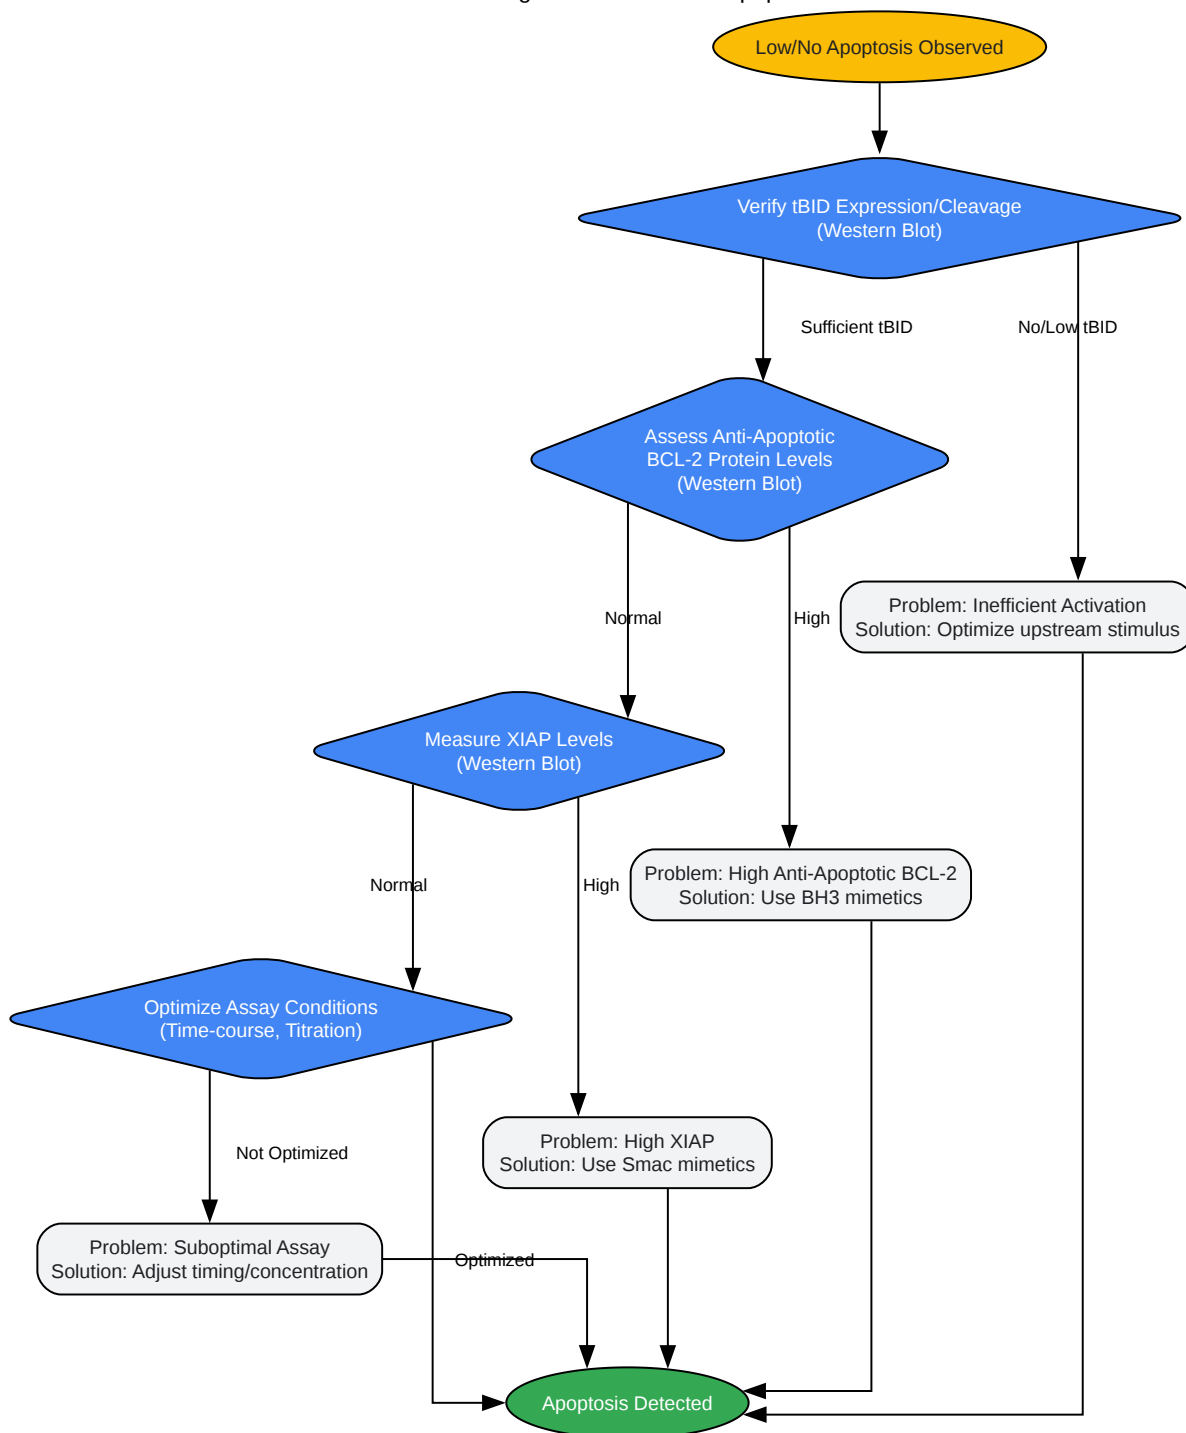 Low/No Apoptosis Observed
Verify tBID Expression/Cleavage
(Western Blot)
Sufficient tBID
No/Low tBID
Assess Anti-Apoptotic
BCL-2 Protein Levels
(Western Blot)
Problem: Inefficient Activation
Solution: Optimize upstream stimulus
Normal
High
Measure XIAP Levels
(Western Blot)
Problem: High Anti-Apoptotic BCL-2
Solution: Use BH3 mimetics
Normal
High
Optimize Assay Conditions
(Time-course, Titration)
Problem: High XIAP
Solution: Use Smac mimetics
Not Optimized
Problem: Suboptimal Assay
Solution: Adjust timing/concentration
Optimized
Apoptosis Detected